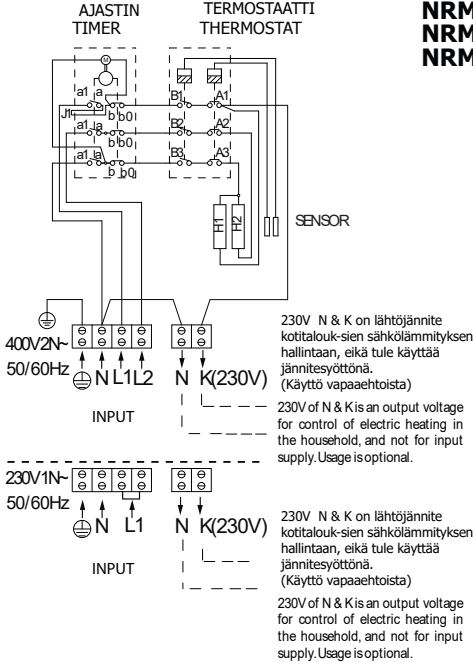 AJASTIN
TIMER
TERMOSTAATTI
THERMOSTAT
NRM
NRM
NRM
M
a1 a
J1
b b0
B1
A1
a1 a
b b0
B2
A2
a1 a
b b0
B3
A3
H1
H2
SENSOR
400V2N~
50/60Hz
N L1 L2
N K(230V)
INPUT
230V N & K on lähtöjännite
kotitalouk-sien sähkölämmityksen
hallintaan, eikä tule käyttää
jännitesyöttönä.
(Käyttö vapaaehtoista)
230V of N & K is an output voltage
for control of electric heating in
the household, and not for input
supply. Usage is optional.
230V1N~
50/60Hz
N L1
N K(230V)
INPUT
230V N & K on lähtöjännite
kotitalouk-sien sähkölämmityksen
hallintaan, eikä tule käyttää
jännitesyöttönä.
(Käyttö vapaaehtoista)
230V of N & K is an output voltage
for control of electric heating in
the household, and not for input
supply. Usage is optional.